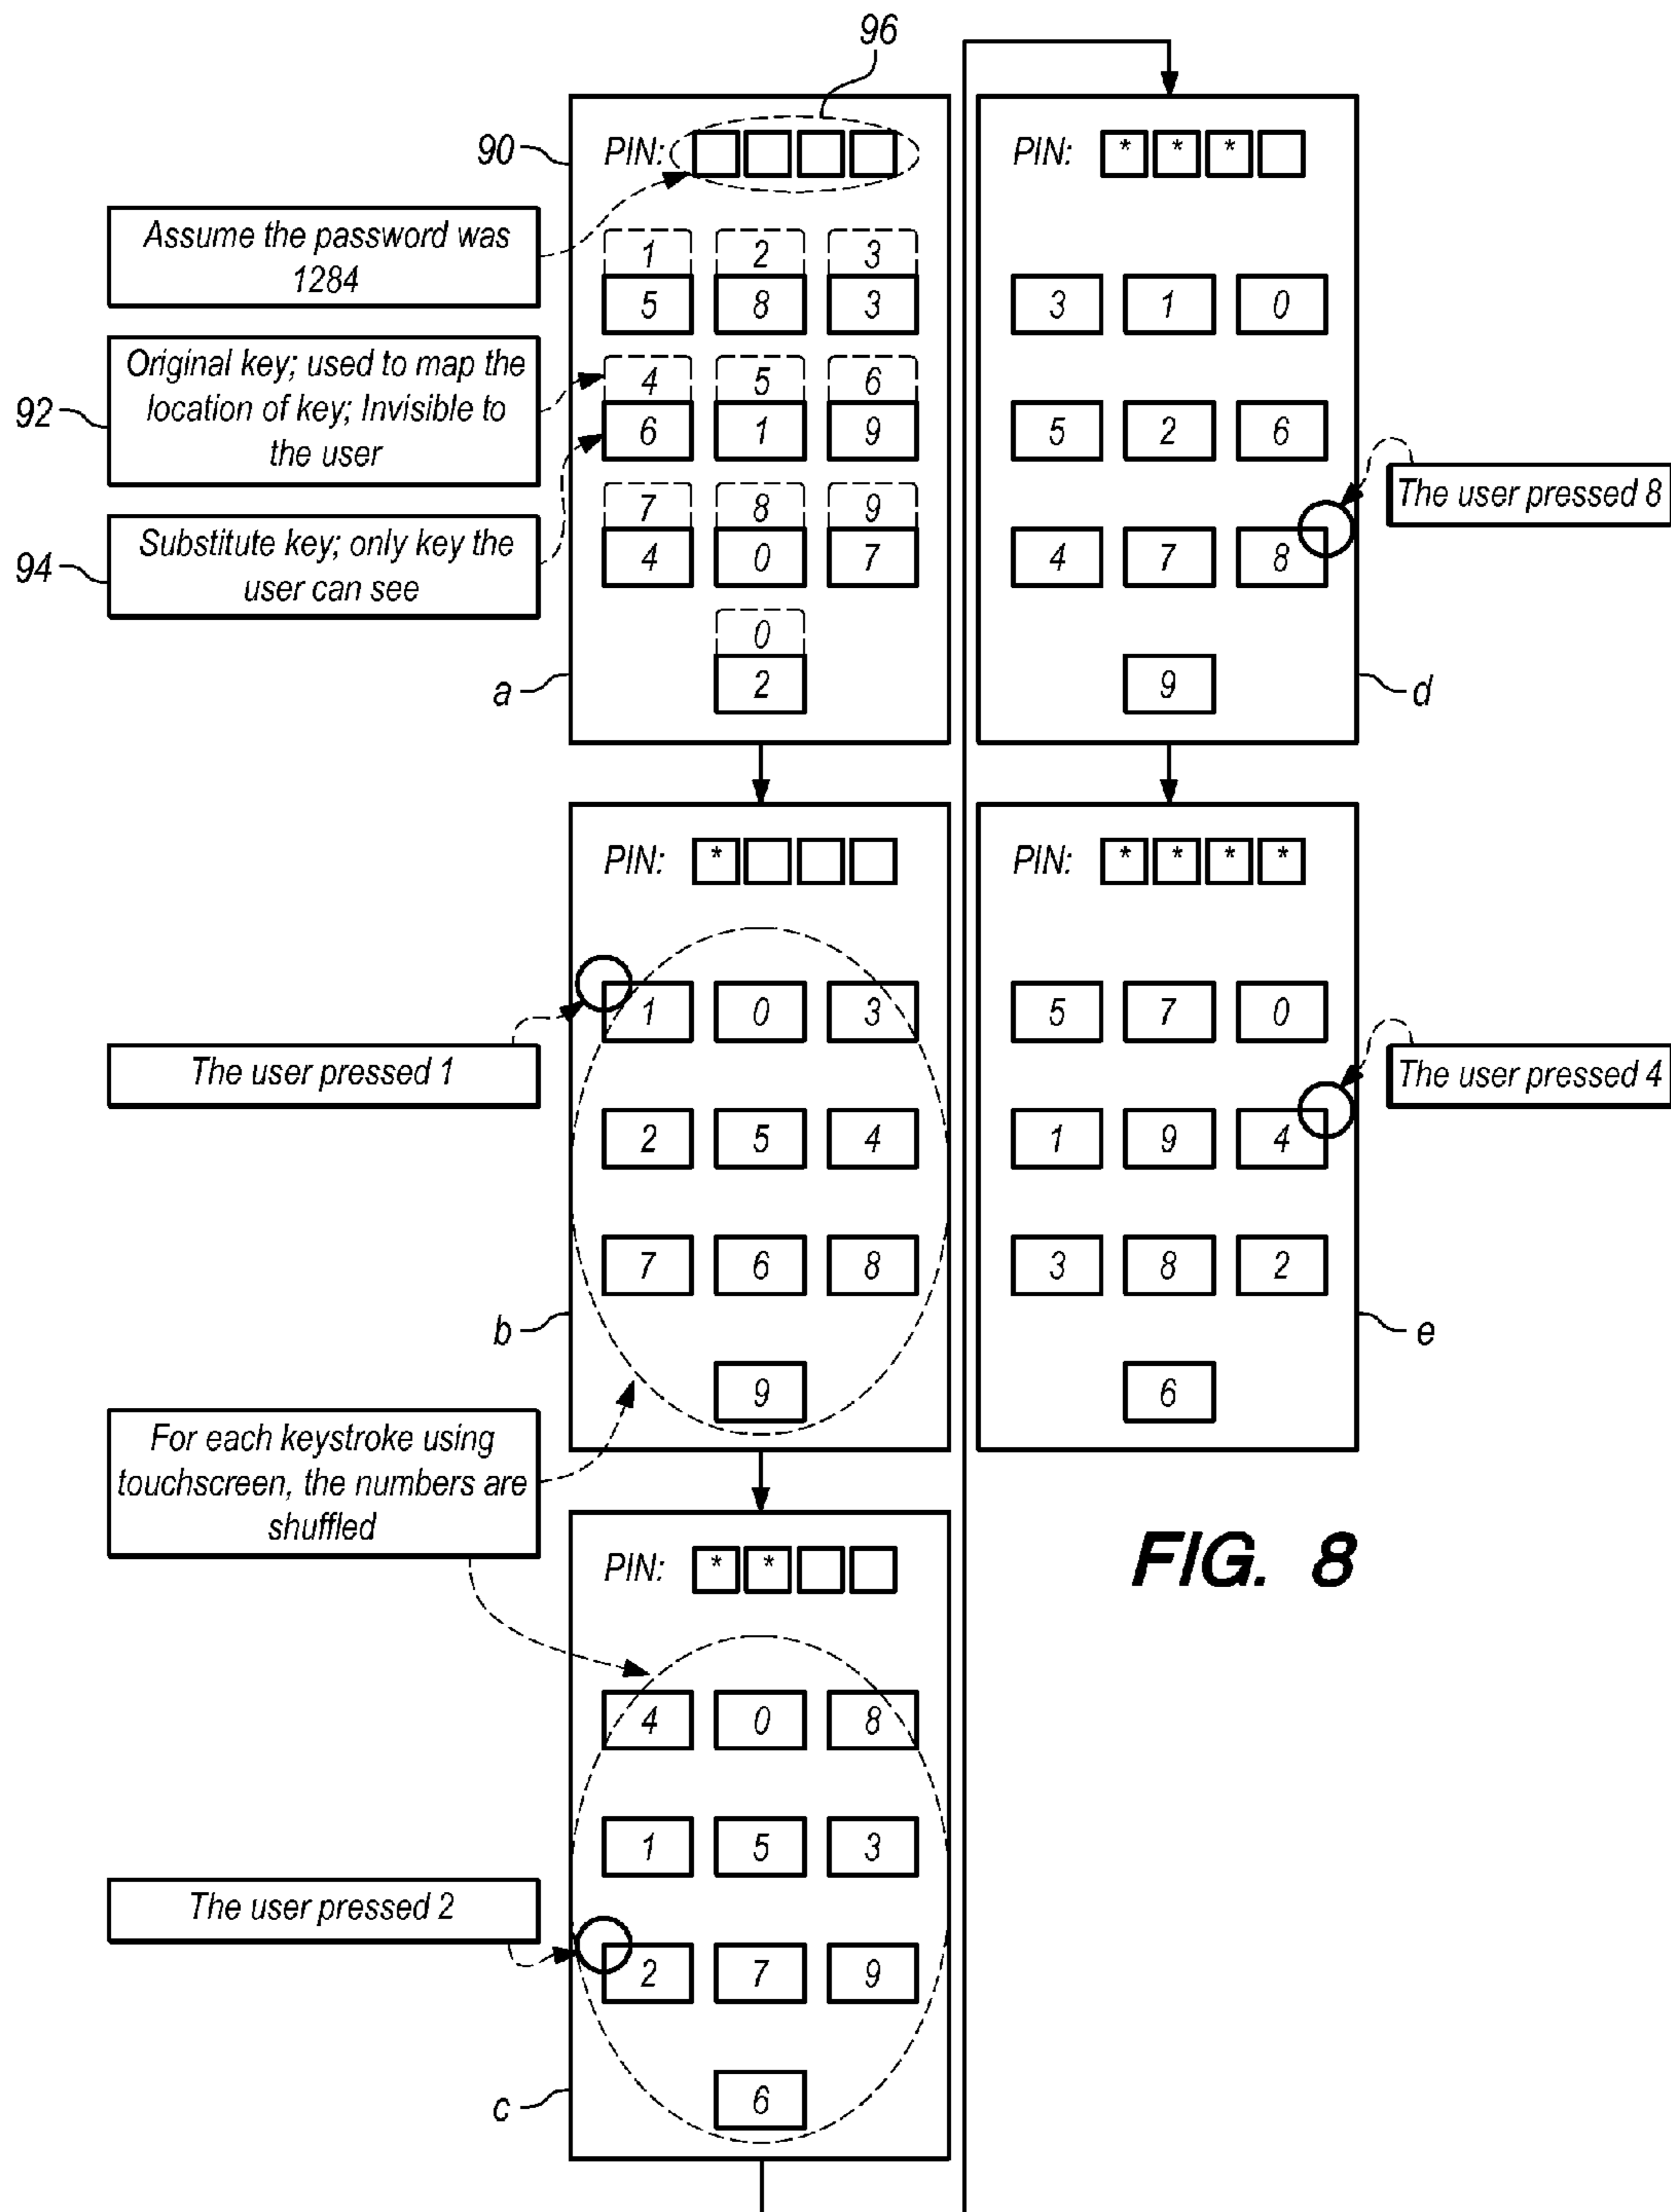 96
90
PIN:
Assume the password was
1284
1 2 3
5 8 3
92
Original key; used to map the
location of key; Invisible to
the user
4 5 6
6 1 9
94
Substitute key; only key the
user can see
7 8 9
4 0 7
0
2
a
PIN: *
The user pressed 1
1 0 3
2 5 4
7 6 8
9
b
For each keystroke using
touchscreen, the numbers are
shuffled
PIN: * *
4 0 8
1 5 3
The user pressed 2
2 7 9
6
c
PIN: * * *
3 1 0
5 2 6
The user pressed 8
4 7 8
9
d
PIN: * * * *
5 7 0
The user pressed 4
1 9 4
3 8 2
6
e
FIG. 8